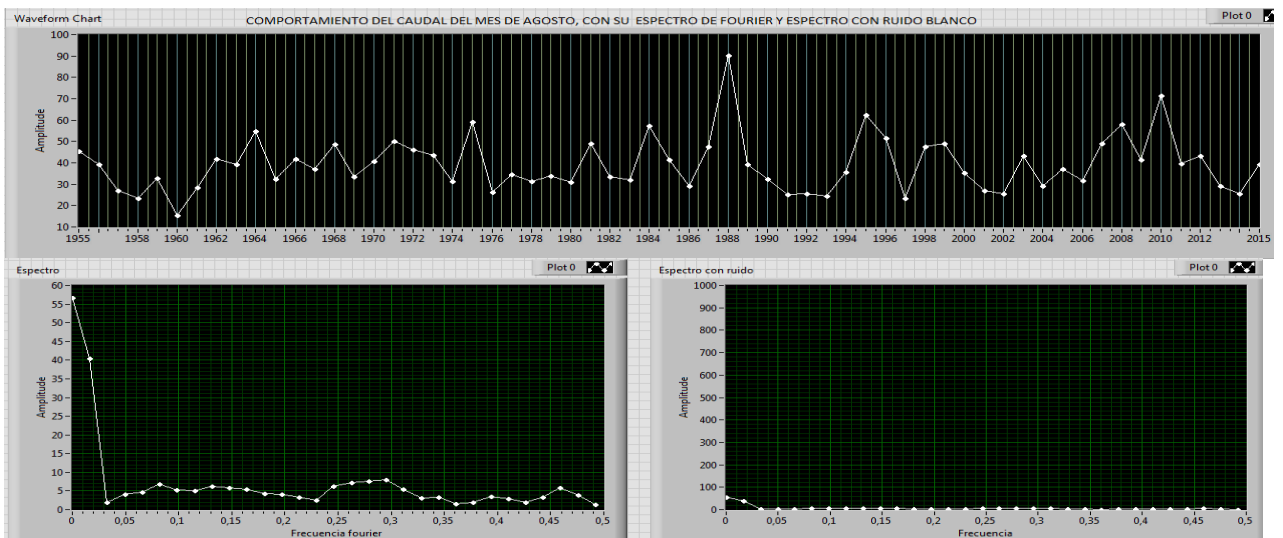 Waveform Chart
COMPORTAMIENTO DEL CAUDAL DEL MES DE AGOSTO, CON SU ESPECTRO DE FOURIER Y ESPECTRO CON RUIDO BLANCO
Plot 0
Amplitude
100
90
80
70
60
50
40
30
20
10
1955 1958 1960 1962 1964 1966 1968 1970 1972 1974 1976 1978 1980 1982 1984 1986 1988 1990 1992 1994 1996 1998 2000 2002 2004 2006 2008 2010 2012 2015
Espectro
Plot 0
Amplitude
60
55
50
45
40
35
30
25
20
15
10
5
0
0 0,05 0,1 0,15 0,2 0,25 0,3 0,35 0,4 0,45 0,5
Frecuencia fourier
Espectro con ruido
Plot 0
Amplitude
1000
900
800
700
600
500
400
300
200
100
0
0 0,05 0,1 0,15 0,2 0,25 0,3 0,35 0,4 0,45 0,5
Frecuencia